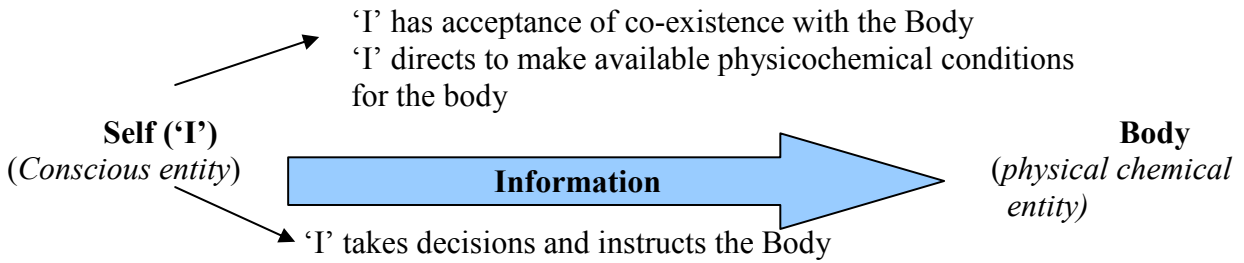 ‘I’ has acceptance of co-existence with the Body
‘I’ directs to make available physicochemical conditions
for the body
Self (‘I’)
(Conscious entity)
Information
Body
(physical chemical
entity)
‘I’ takes decisions and instructs the Body